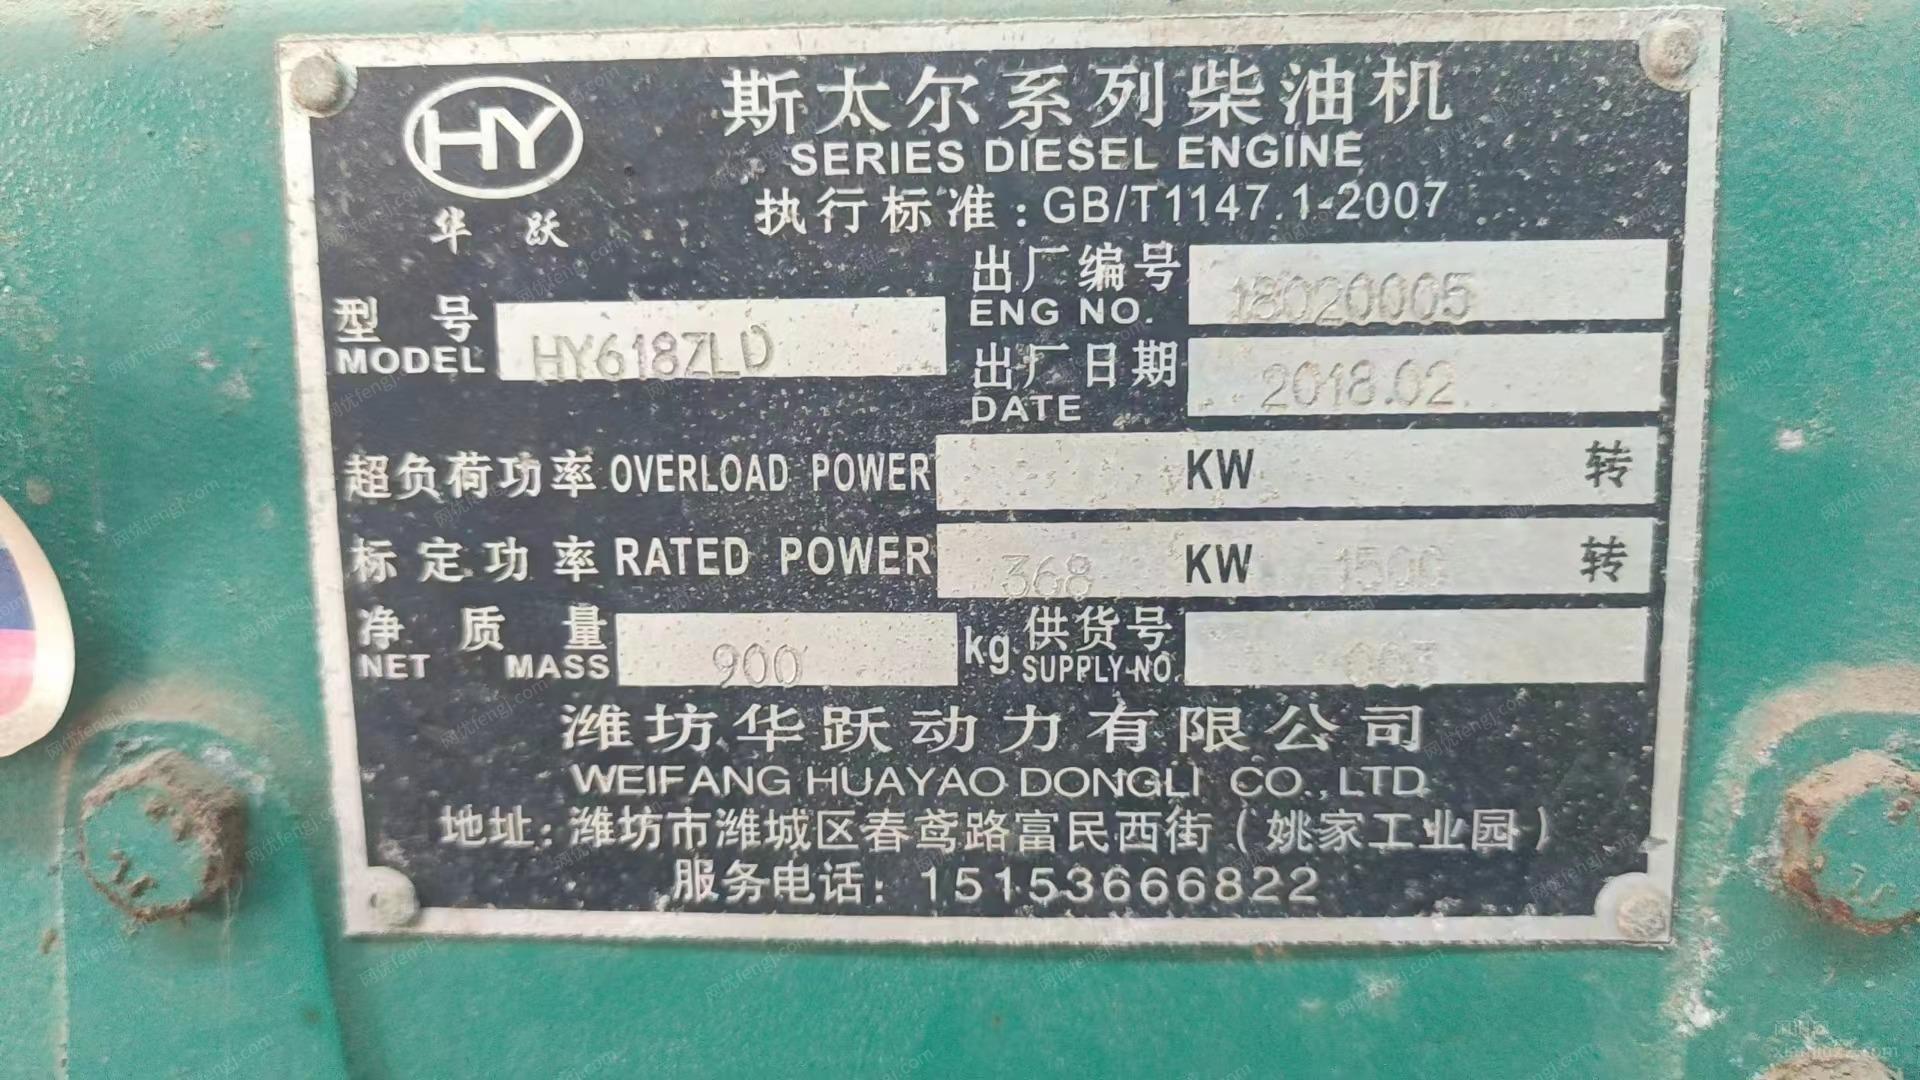 HY
华跃
斯太尔系列柴油机
SERIES DIESEL ENGINE
执行标准：GB/T1147.1-2007
型号 MODEL HY618ZLD
出厂编号 ENG NO. 18020005
出厂日期 DATE 2018.02
超负荷功率 OVERLOAD POWER KW 转
标定功率 RATED POWER 368 KW 1500 转
净质量 NET MASS 900 kg
供货号 SUPPLY NO. 003
潍坊华跃动力有限公司
WEIFANG HUAYAO DONGLI CO.,LTD
地址：潍坊市潍城区春鸢路富民西街（姚家工业园）
服务电话：15153666822